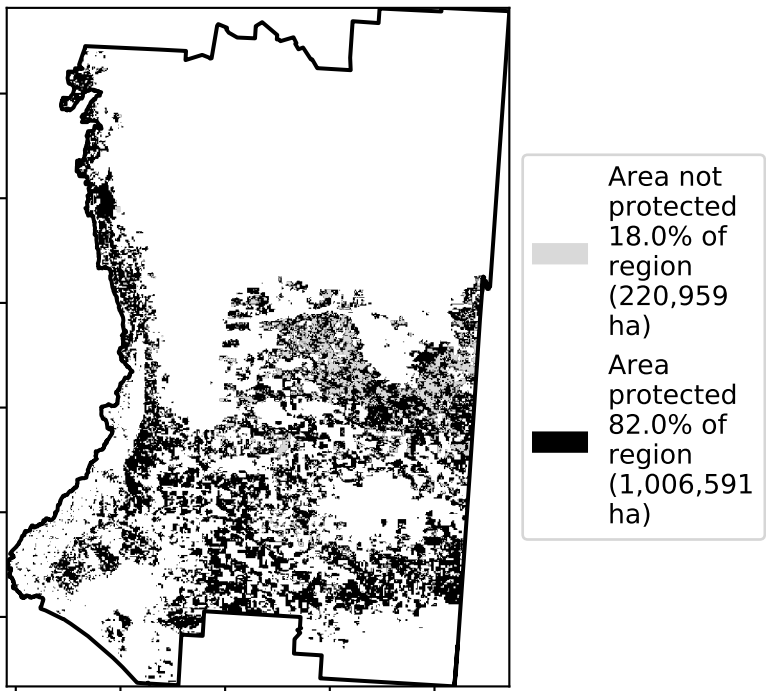 Area not
protected
18.0% of
region
(220,959
ha)
Area
protected
82.0% of
region
(1,006,591
ha)